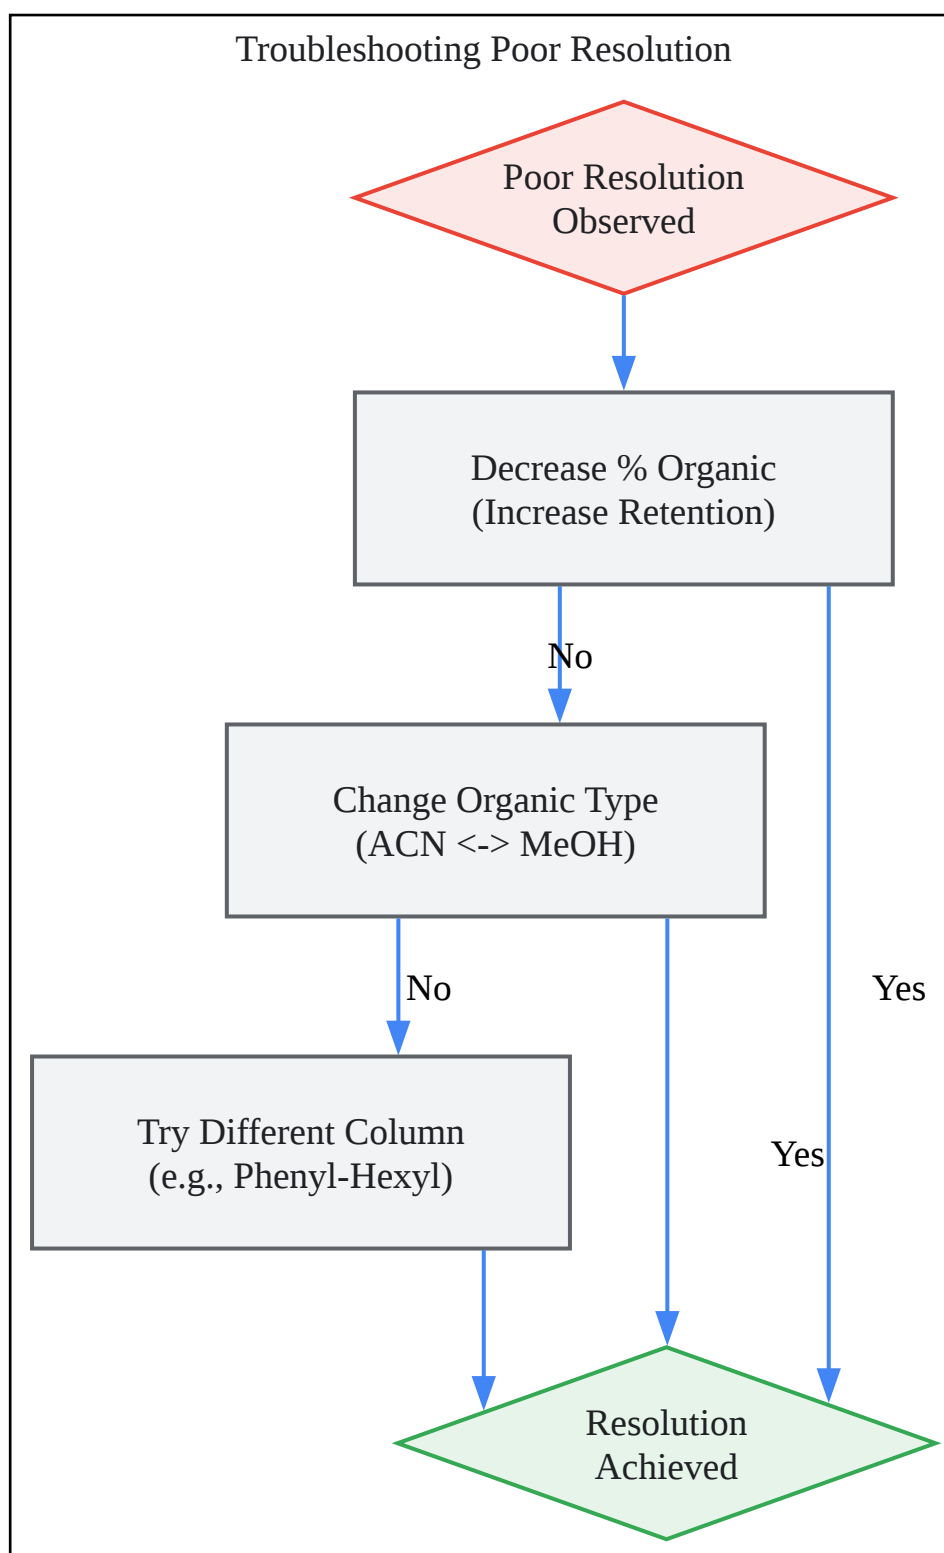 Troubleshooting Poor Resolution
Poor Resolution
Observed
Decrease % Organic
(Increase Retention)
No
Change Organic Type
(ACN <-> MeOH)
No
Yes
Try Different Column
(e.g., Phenyl-Hexyl)
Yes
Resolution
Achieved